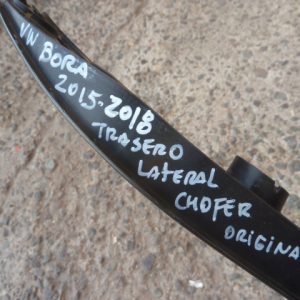 VW BORA
2015-2018
TRASERO
LATERAL
CHOFER
ORIGINA